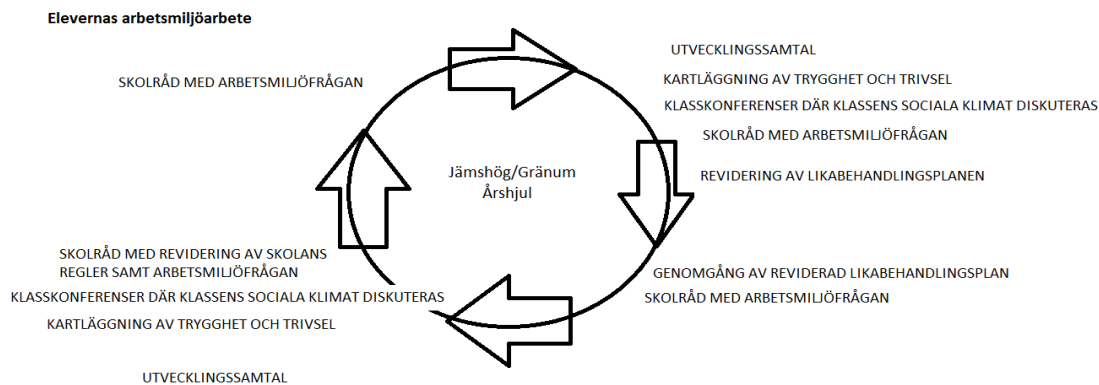 Elevernas arbetsmiljöarbete
UTVECKLINGSSAMTAL
KARTLÄGGNING AV TRYGGHET OCH TRIVSEL
KLASSKONFERENSER DÄR KLASSENS SOCIALA KLIMAT DISKUTERAS
SKOLRÅD MED ARBETSMILJÖFRÅGAN
REVIDERING AV LIKABEHANDLINGSPLANEN
GENOMGÅNG AV REVIDERAD LIKABEHANDLINGSPLAN
SKOLRÅD MED ARBETSMILJÖFRÅGAN
SKOLRÅD MED ARBETSMILJÖFRÅGAN
Jämshög/Gränum
Årshjul
SKOLRÅD MED REVIDERING AV SKOLANS
REGLER SAMT ARBETSMILJÖFRÅGAN
KLASSKONFERENSER DÄR KLASSENS SOCIALA KLIMAT DISKUTERAS
KARTLÄGGNING AV TRYGGHET OCH TRIVSEL
UTVECKLINGSSAMTAL